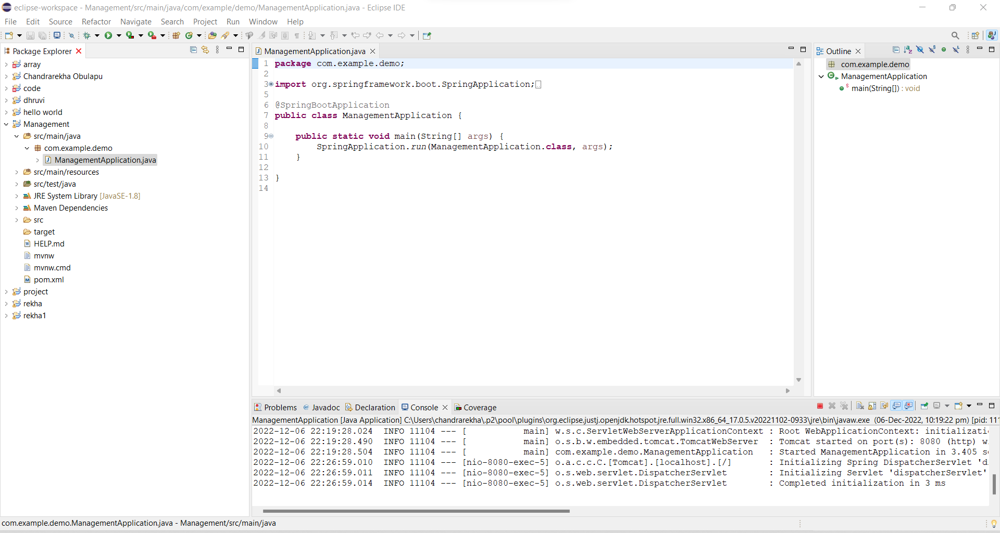 eclipse-workspace - Management/src/main/java/com/example/demo/ManagementApplication.java - Eclipse IDE
File Edit Source Refactor Navigate Search Project Run Window Help
Package Explorer
array
Chandrarekha Obulapu
code
dhruvi
hello world
Management
src/main/java
com.example.demo
ManagementApplication.java
src/main/resources
src/test/java
JRE System Library [JavaSE-1.8]
Maven Dependencies
src
target
HELP.md
mvnw
mvnw.cmd
pom.xml
project
rekha
rekha1
ManagementApplication.java
1 package com.example.demo;
2
3 import org.springframework.boot.SpringApplication;
5
6 @SpringBootApplication
7 public class ManagementApplication {
8
9 public static void main(String[] args) {
10 SpringApplication.run(ManagementApplication.class, args);
11 }
12
13 }
14
Outline
com.example.demo
ManagementApplication
main(String[]) : void
Problems Javadoc Declaration Console Coverage
ManagementApplication [Java Application] C:\Users\chandrarekha\.p2\pool\plugins\org.eclipse.justj.openjdk.hotspot.jre.full.win32.x86_64_17.0.5.v20221102-0933\jre\bin\javaw.exe (06-Dec-2022, 10:19:22 pm) [pid: 111
2022-12-06 22:19:28.024 INFO 11104 --- [ main] w.s.c.ServletWebServerApplicationContext : Root WebApplicationContext: initializati
2022-12-06 22:19:28.490 INFO 11104 --- [ main] o.s.b.w.embedded.tomcat.TomcatWebServer : Tomcat started on port(s): 8080 (http) w
2022-12-06 22:19:28.504 INFO 11104 --- [ main] com.example.demo.ManagementApplication : Started ManagementApplication in 3.405 s
2022-12-06 22:26:59.010 INFO 11104 --- [nio-8080-exec-5] o.a.c.c.C.[Tomcat].[localhost].[/] : Initializing Spring DispatcherServlet 'd
2022-12-06 22:26:59.011 INFO 11104 --- [nio-8080-exec-5] o.s.web.servlet.DispatcherServlet : Initializing Servlet 'dispatcherServlet'
2022-12-06 22:26:59.014 INFO 11104 --- [nio-8080-exec-5] o.s.web.servlet.DispatcherServlet : Completed initialization in 3 ms
com.example.demo.ManagementApplication.java - Management/src/main/java